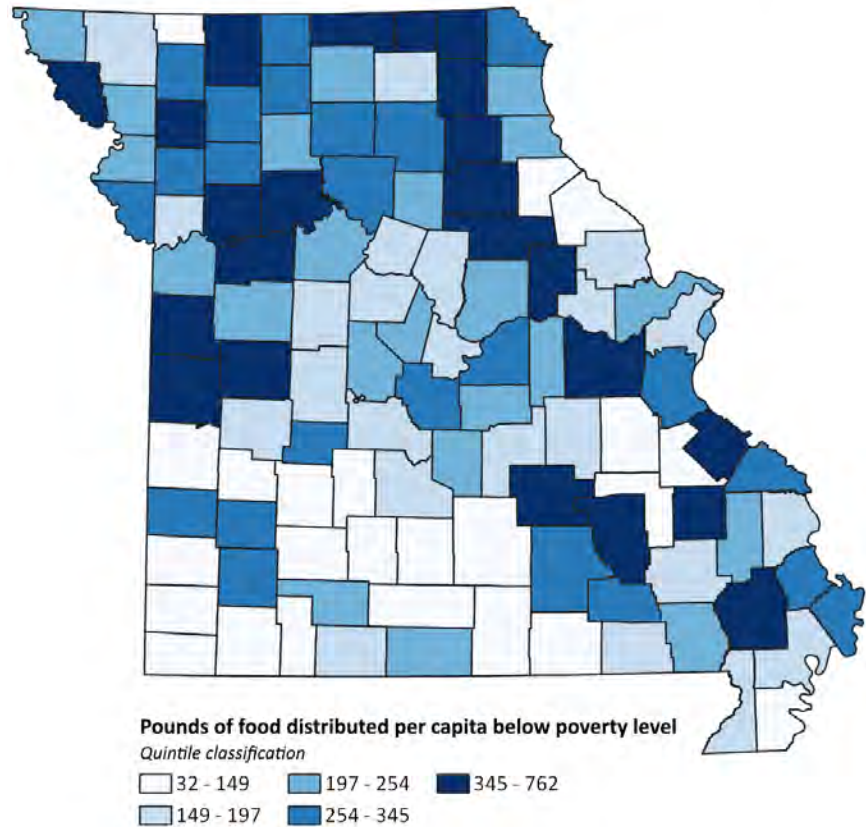 Pounds of food distributed per capita below poverty level
Quintile classification
32 - 149 197 - 254 345 - 762
149 - 197 254 - 345